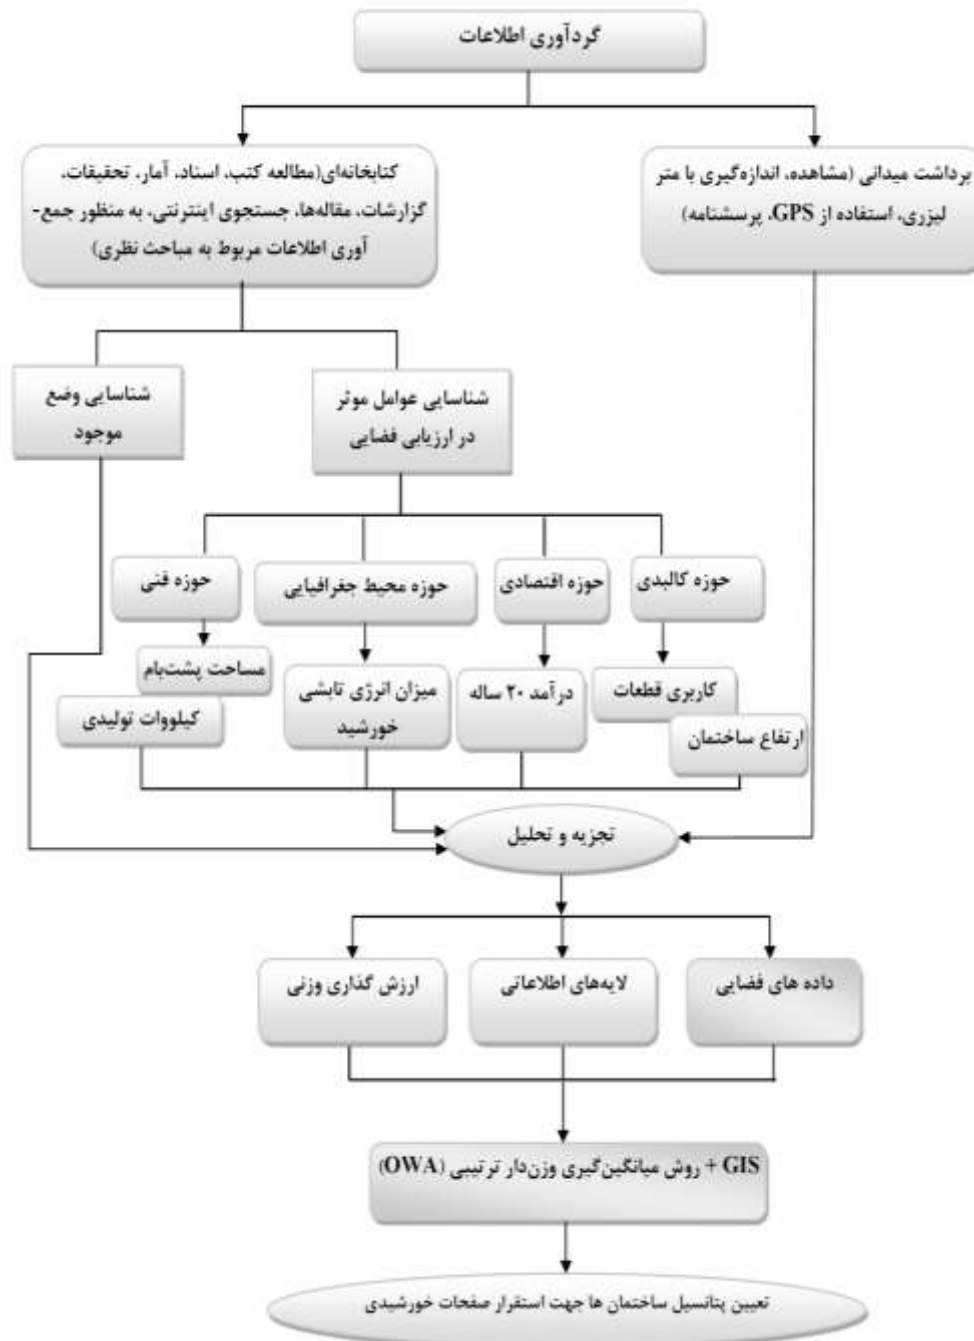 گردآوری اطلاعات
برداشت میدانی (مشاهده، اندازه‌گیری با متر
لیزری، استفاده از GPS، پرسشنامه)
کتابخانه‌ای(مطالعه کتب، اسناد، آمار، تحقیقات،
گزارشات، مقاله‌ها، جستجوی اینترنتی، به منظور جمع-
آوری اطلاعات مربوط به مباحث نظری)
شناسایی عوامل موثر
در ارزیابی فضایی
شناسایی وضع
موجود
حوزه کالبدی
حوزه اقتصادی
حوزه محیط جغرافیایی
حوزه فنی
کاربری قطعات
ارتفاع ساختمان
درآمد ۲۰ ساله
میزان انرژی تابشی
خورشید
مساحت پشت‌بام
کیلووات تولیدی
تجزیه و تحلیل
داده های فضایی
لایه‌های اطلاعاتی
ارزش گذاری وزنی
GIS + روش میانگین‌گیری وزن‌دار ترتیبی (OWA)
تعیین پتانسیل ساختمان ها جهت استقرار صفحات خورشیدی